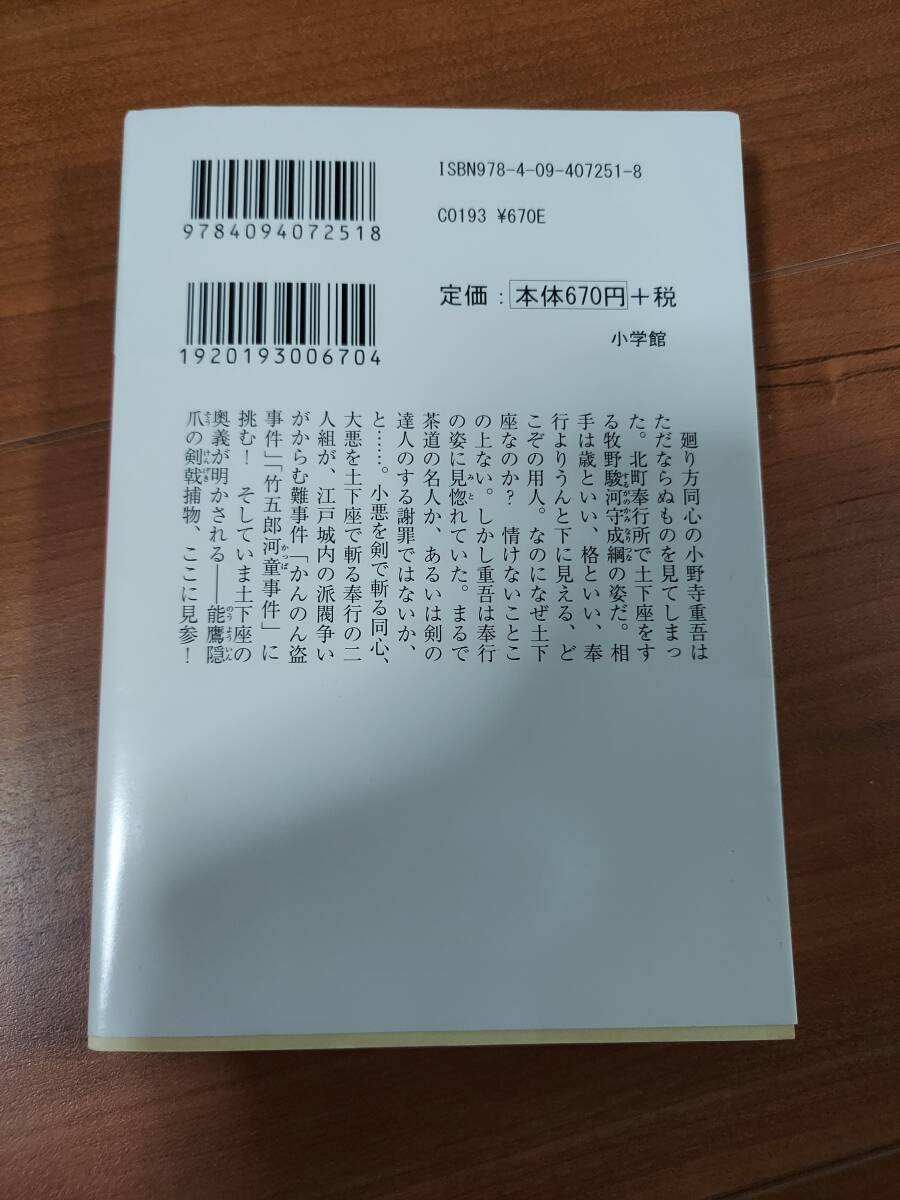 ISBN978-4-09-407251-8
9784094072518
C0193 ¥670E
定価：本体670円＋税
1920193006704
小学館
廻り方同心の小野寺重吾は
ただならぬものを見てしまっ
た。北町奉行所で土下座をす
る牧野駿河守成綱の姿だ。相
手は歳といい、格といい、奉
行よりうんと下に見える、ど
こぞの用人。なのになぜ土下
座なのか？　情けないことこ
の上ない。しかし重吾は奉行
の姿に見惚れていた。まるで
茶道の名人か、あるいは剣の
達人のする謝罪ではないか、
と……。小悪を剣で斬る同心、
大悪を土下座で斬る奉行の二
人組が、江戸城内の派閥争い
がからむ難事件「かんのん盗
事件」「竹五郎河童事件」に
挑む！　そしていま土下座の
奥義が明かされる――能鷹隠
爪の剣戟捕物、ここに見参！